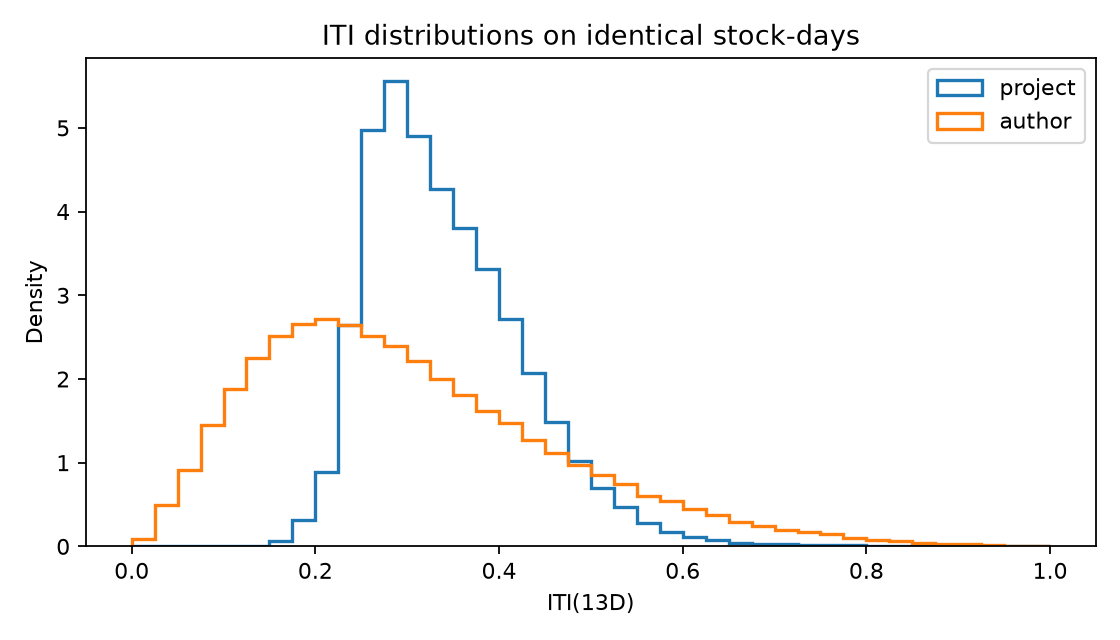 ITI distributions on identical stock-days
project
author
Density
5
4
3
2
1
0
0.0 0.2 0.4 0.6 0.8 1.0
ITI(13D)